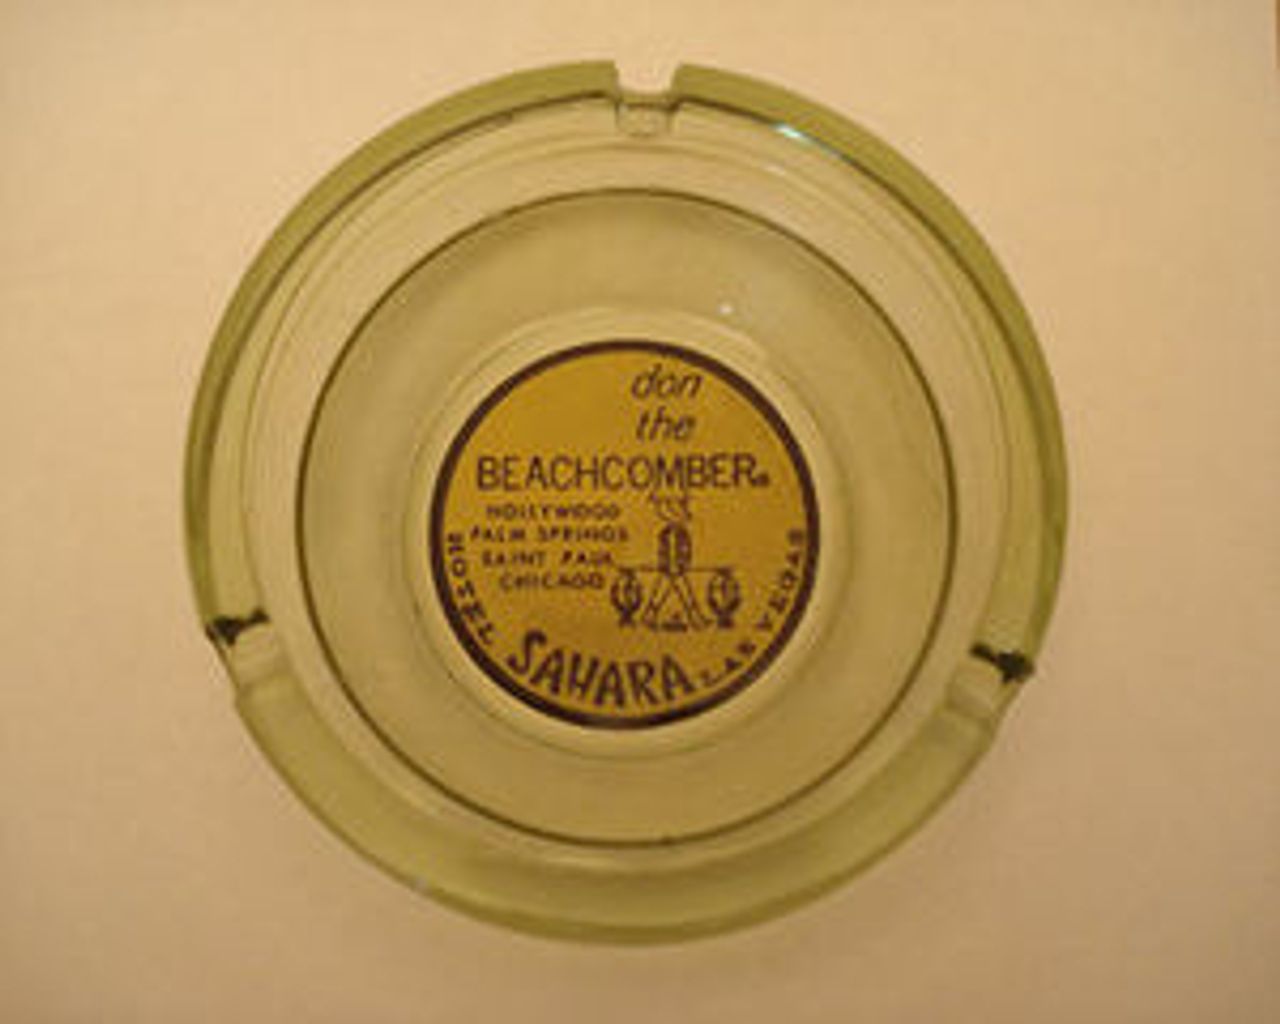 don
the
BEACHCOMBER
HOLLYWOOD
PALM SPRINGS
SAINT PAUL
CHICAGO
HOTEL SAHARA LAS VEGAS